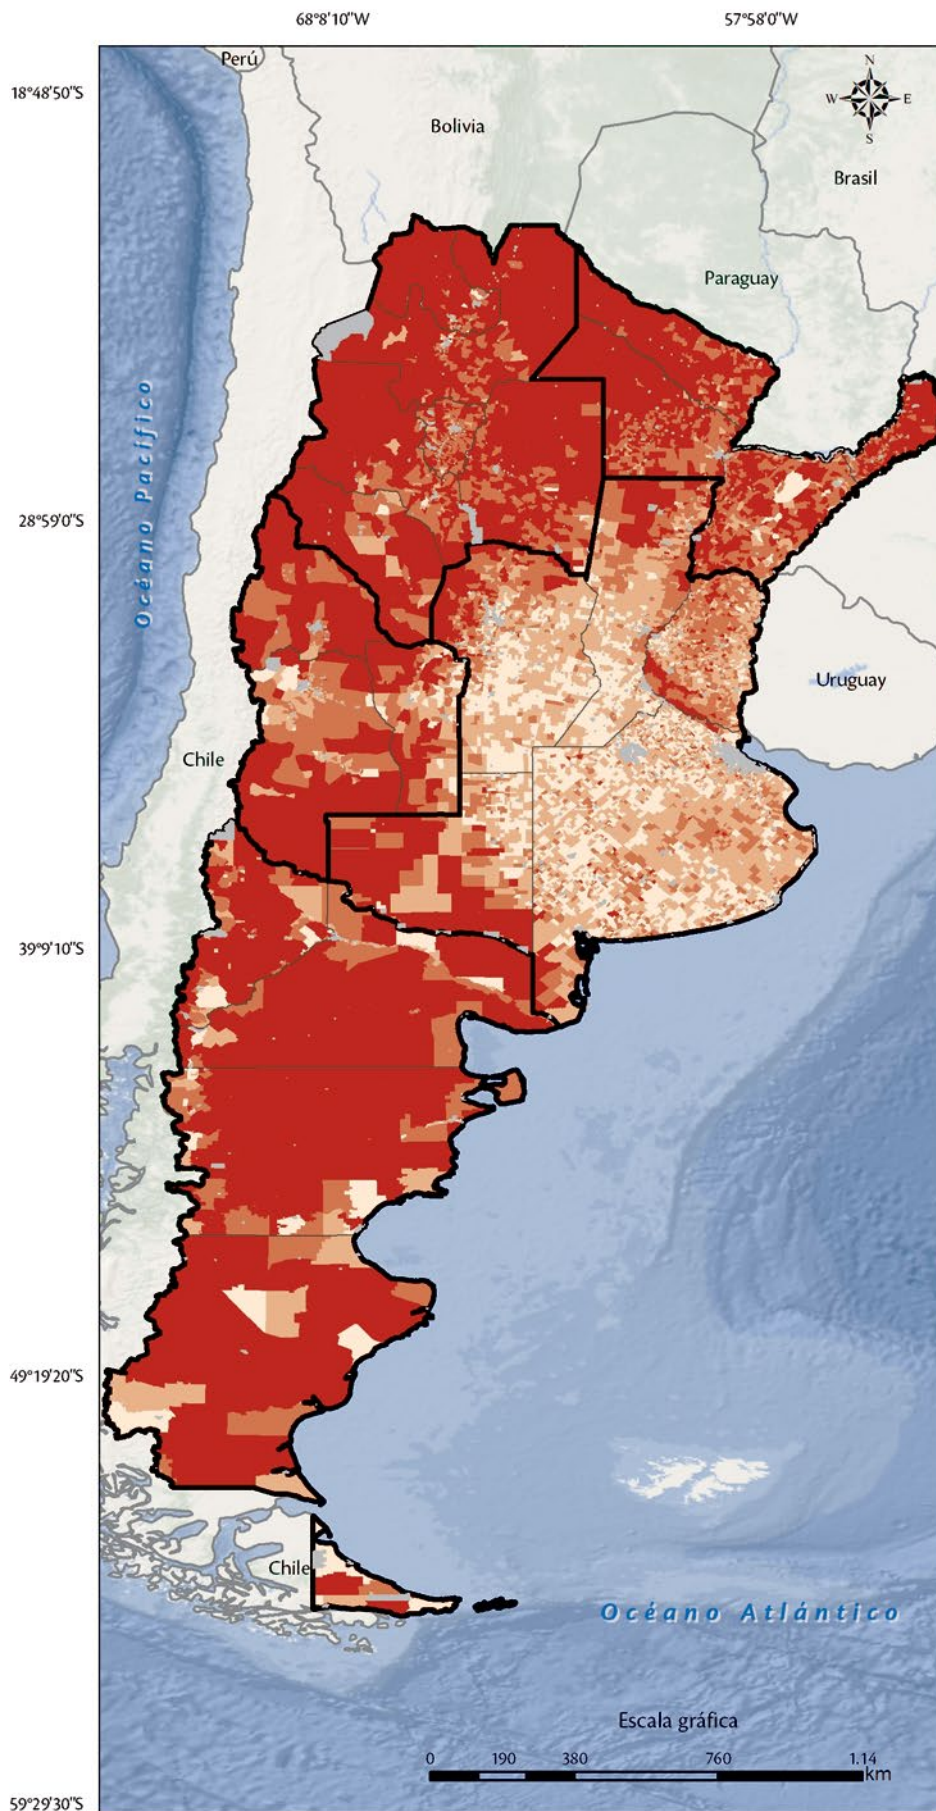 68°8'10"W
57°58'0"W
Perú
18°48'50"S
N
W
E
S
Bolivia
Brasil
Paraguay
Océano Pacífico
28°59'0"S
Uruguay
Chile
39°9'10"S
49°19'20"S
Chile
Océano Atlántico
Escala gráfica
0
190
380
760
1.14
km
59°29'30"S